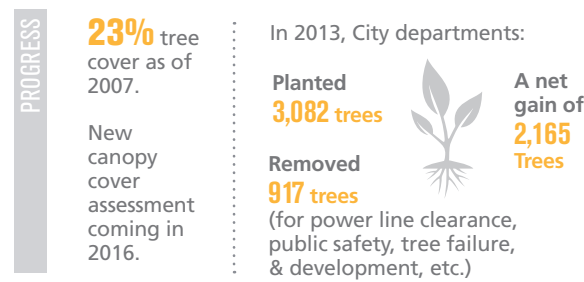 PROGRESS
23% tree
cover as of
2007.
New
canopy
cover
assessment
coming in
2016.
In 2013, City departments:
Planted
3,082 trees
Removed
917 trees
(for power line clearance,
public safety, tree failure,
& development, etc.)
A net
gain of
2,165
Trees